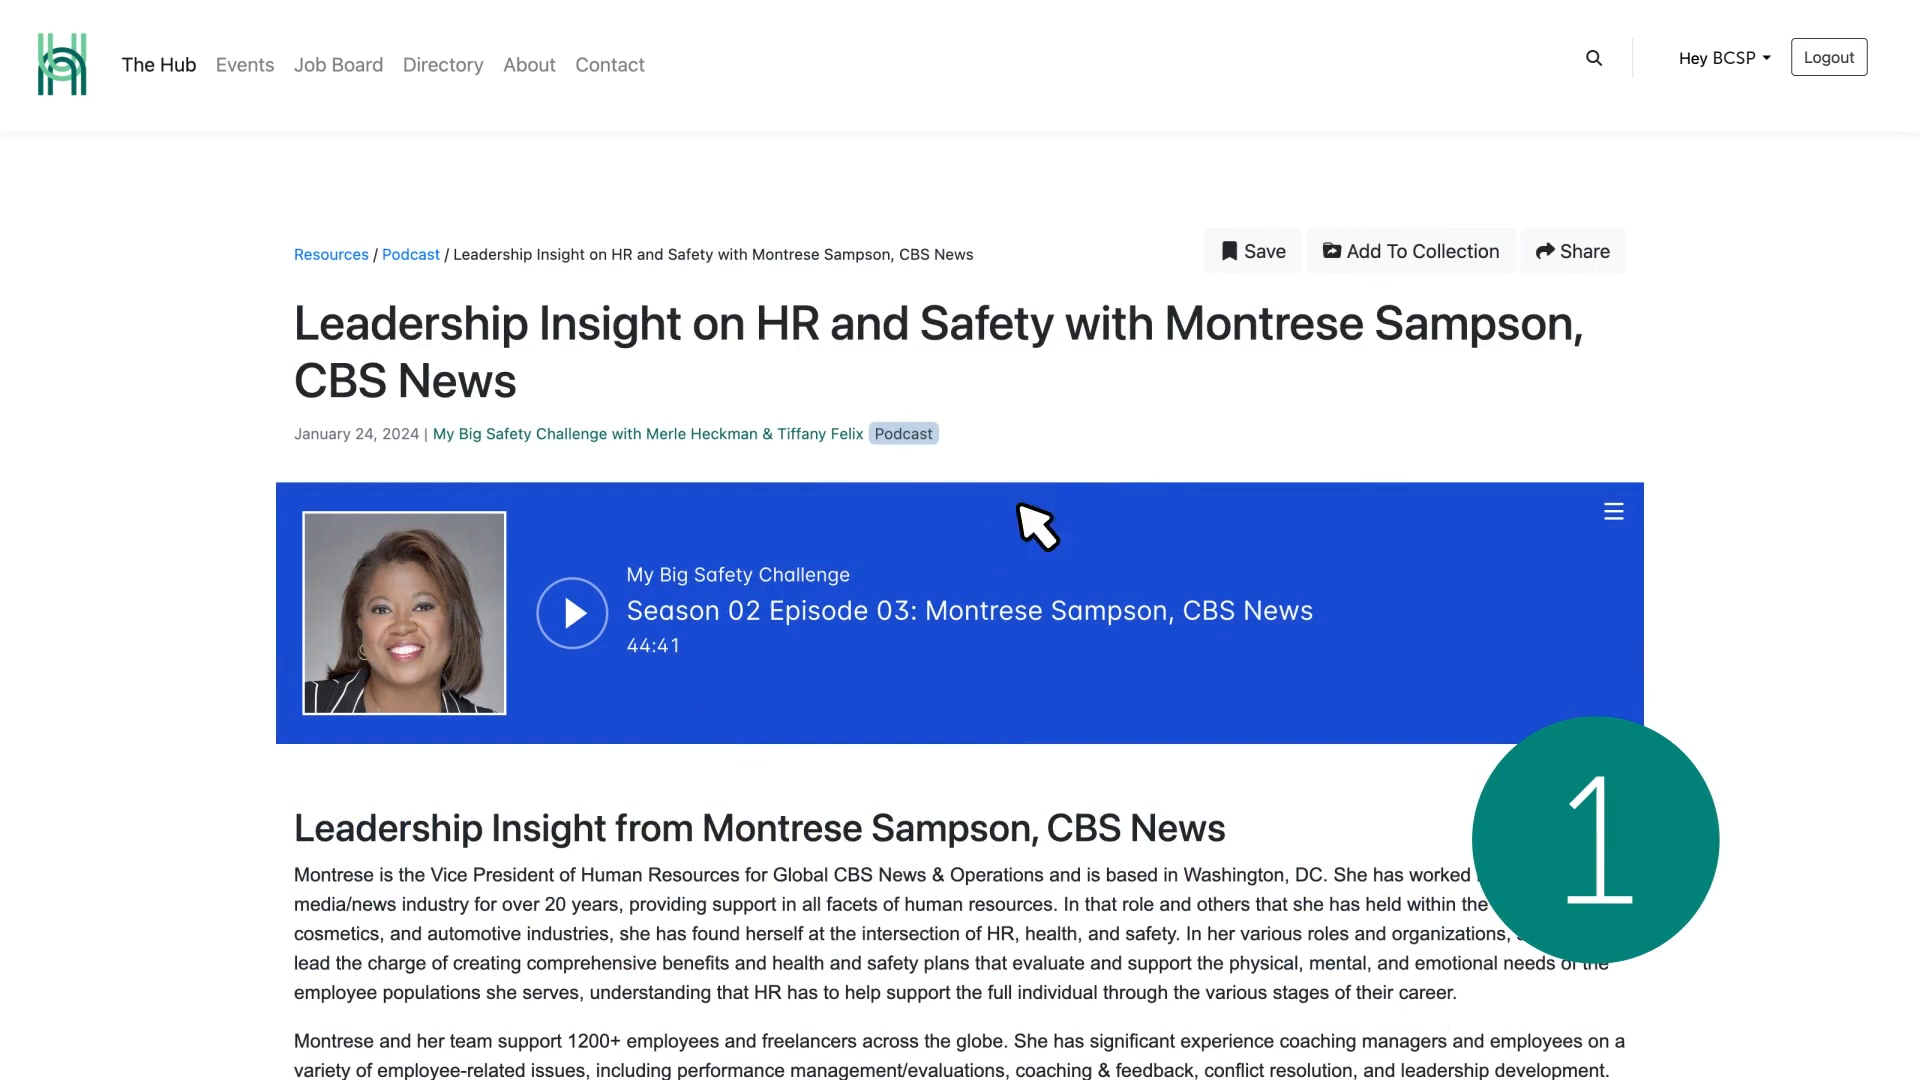 The Hub Events Job Board Directory About Contact Hey BCSP Logout
Resources / Podcast / Leadership Insight on HR and Safety with Montrese Sampson, CBS News
Save Add To Collection Share
Leadership Insight on HR and Safety with Montrese Sampson,
CBS News
January 24, 2024 | My Big Safety Challenge with Merle Heckman & Tiffany Felix Podcast
My Big Safety Challenge
Season 02 Episode 03: Montrese Sampson, CBS News
44:41
1
Leadership Insight from Montrese Sampson, CBS News
Montrese is the Vice President of Human Resources for Global CBS News & Operations and is based in Washington, DC. She has worked
media/news industry for over 20 years, providing support in all facets of human resources. In that role and others that she has held within the
cosmetics, and automotive industries, she has found herself at the intersection of HR, health, and safety. In her various roles and organizations,
lead the charge of creating comprehensive benefits and health and safety plans that evaluate and support the physical, mental, and emotional needs of the
employee populations she serves, understanding that HR has to help support the full individual through the various stages of their career.
Montrese and her team support 1200+ employees and freelancers across the globe. She has significant experience coaching managers and employees on a
variety of employee-related issues, including performance management/evaluations, coaching & feedback, conflict resolution, and leadership development.